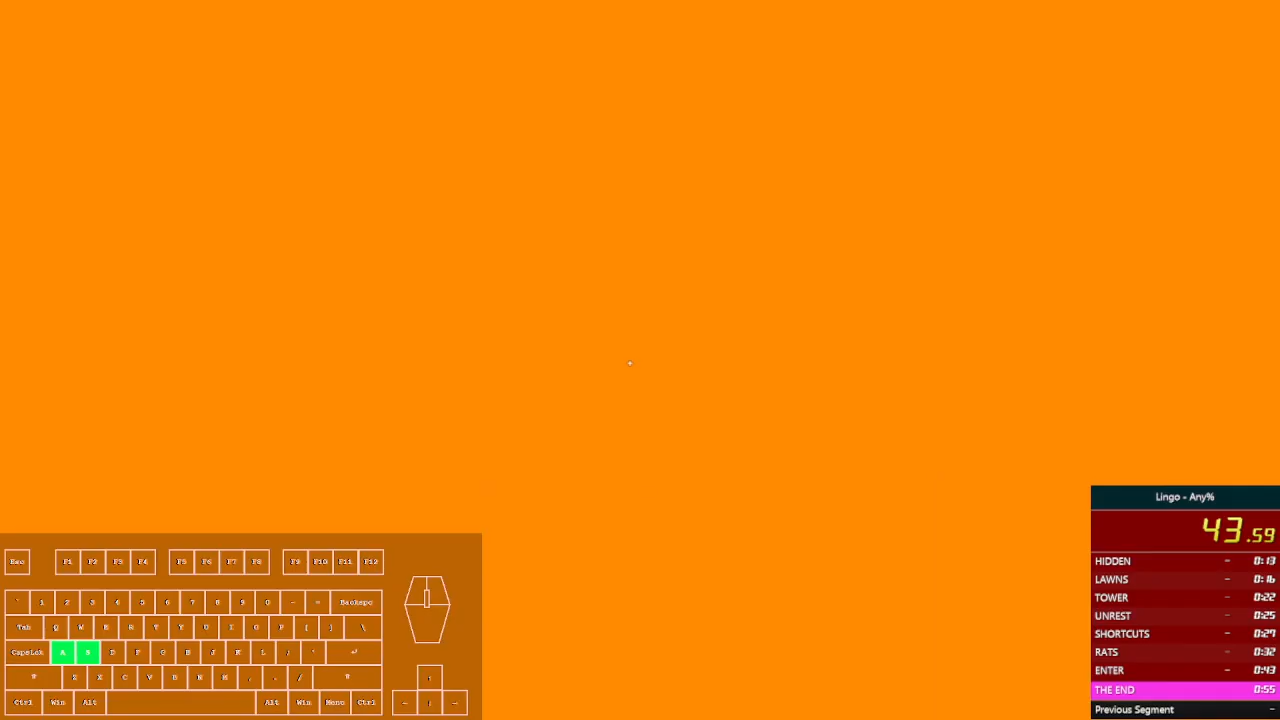 Lingo - Any%
43.59
HIDDEN - 0:13
LAWNS - 0:16
TOWER - 0:22
UNREST - 0:25
SHORTCUTS - 0:27
RATS - 0:32
ENTER - 0:43
THE END 0:55
Previous Segment -
Esc F1 F2 F3 F4 F5 F6 F7 F8 F9 F10 F11 F12
` 1 2 3 4 5 6 7 8 9 0 - = Backspc
Tab Q W E R T Y U I O P [ ] \
CapsLck A S D F G H J K L ; '
Z X C V B N M , . /
Ctrl Win Alt Alt Win Menu Ctrl